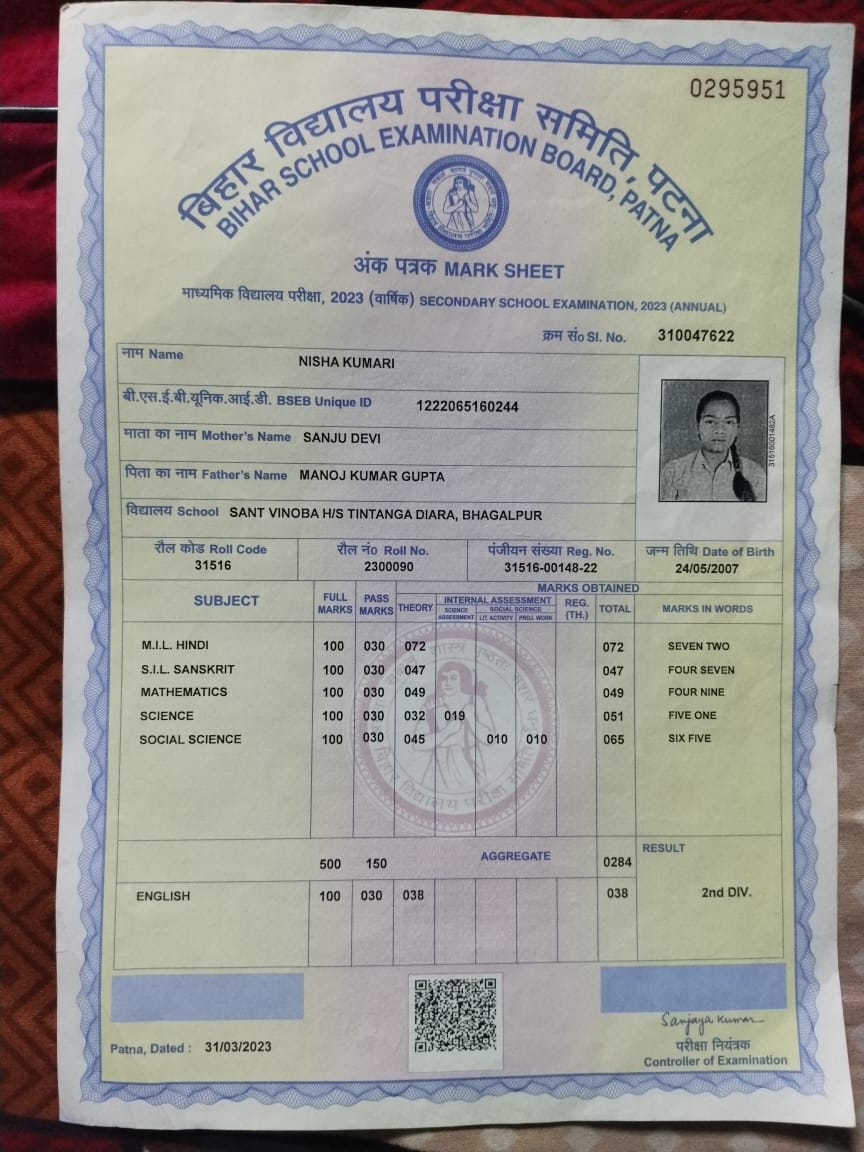 0295951
बिहार विद्यालय परीक्षा समिति, पटना
BIHAR SCHOOL EXAMINATION BOARD, PATNA
अंक पत्रक MARK SHEET
माध्यमिक विद्यालय परीक्षा, 2023 (वार्षिक) SECONDARY SCHOOL EXAMINATION, 2023 (ANNUAL)
क्रम सं० Sl. No. 310047622
नाम Name NISHA KUMARI
बी.एस.ई.बी.यूनिक.आई.डी. BSEB Unique ID 1222065160244
माता का नाम Mother's Name SANJU DEVI
पिता का नाम Father's Name MANOJ KUMAR GUPTA
विद्यालय School SANT VINOBA H/S TINTANGA DIARA, BHAGALPUR
31516001482A
रौल कोड Roll Code रौल नं० Roll No. पंजीयन संख्या Reg. No. जन्म तिथि Date of Birth
31516 2300090 31516-00148-22 24/05/2007
MARKS OBTAINED
SUBJECT FULL MARKS PASS MARKS THEORY INTERNAL ASSESSMENT REG. (TH.) TOTAL MARKS IN WORDS
SCIENCE ASSESSMENT SOCIAL SCIENCE
LIT. ACTIVITY PROJ. WORK
M.I.L. HINDI 100 030 072 072 SEVEN TWO
S.I.L. SANSKRIT 100 030 047 047 FOUR SEVEN
MATHEMATICS 100 030 049 049 FOUR NINE
SCIENCE 100 030 032 019 051 FIVE ONE
SOCIAL SCIENCE 100 030 045 010 010 065 SIX FIVE
बिहार विद्यालय परीक्षा समिति
500 150 AGGREGATE 0284 RESULT
ENGLISH 100 030 038 038 2nd DIV.
Sanjaya Kumar
Patna, Dated : 31/03/2023
परीक्षा नियंत्रक
Controller of Examination